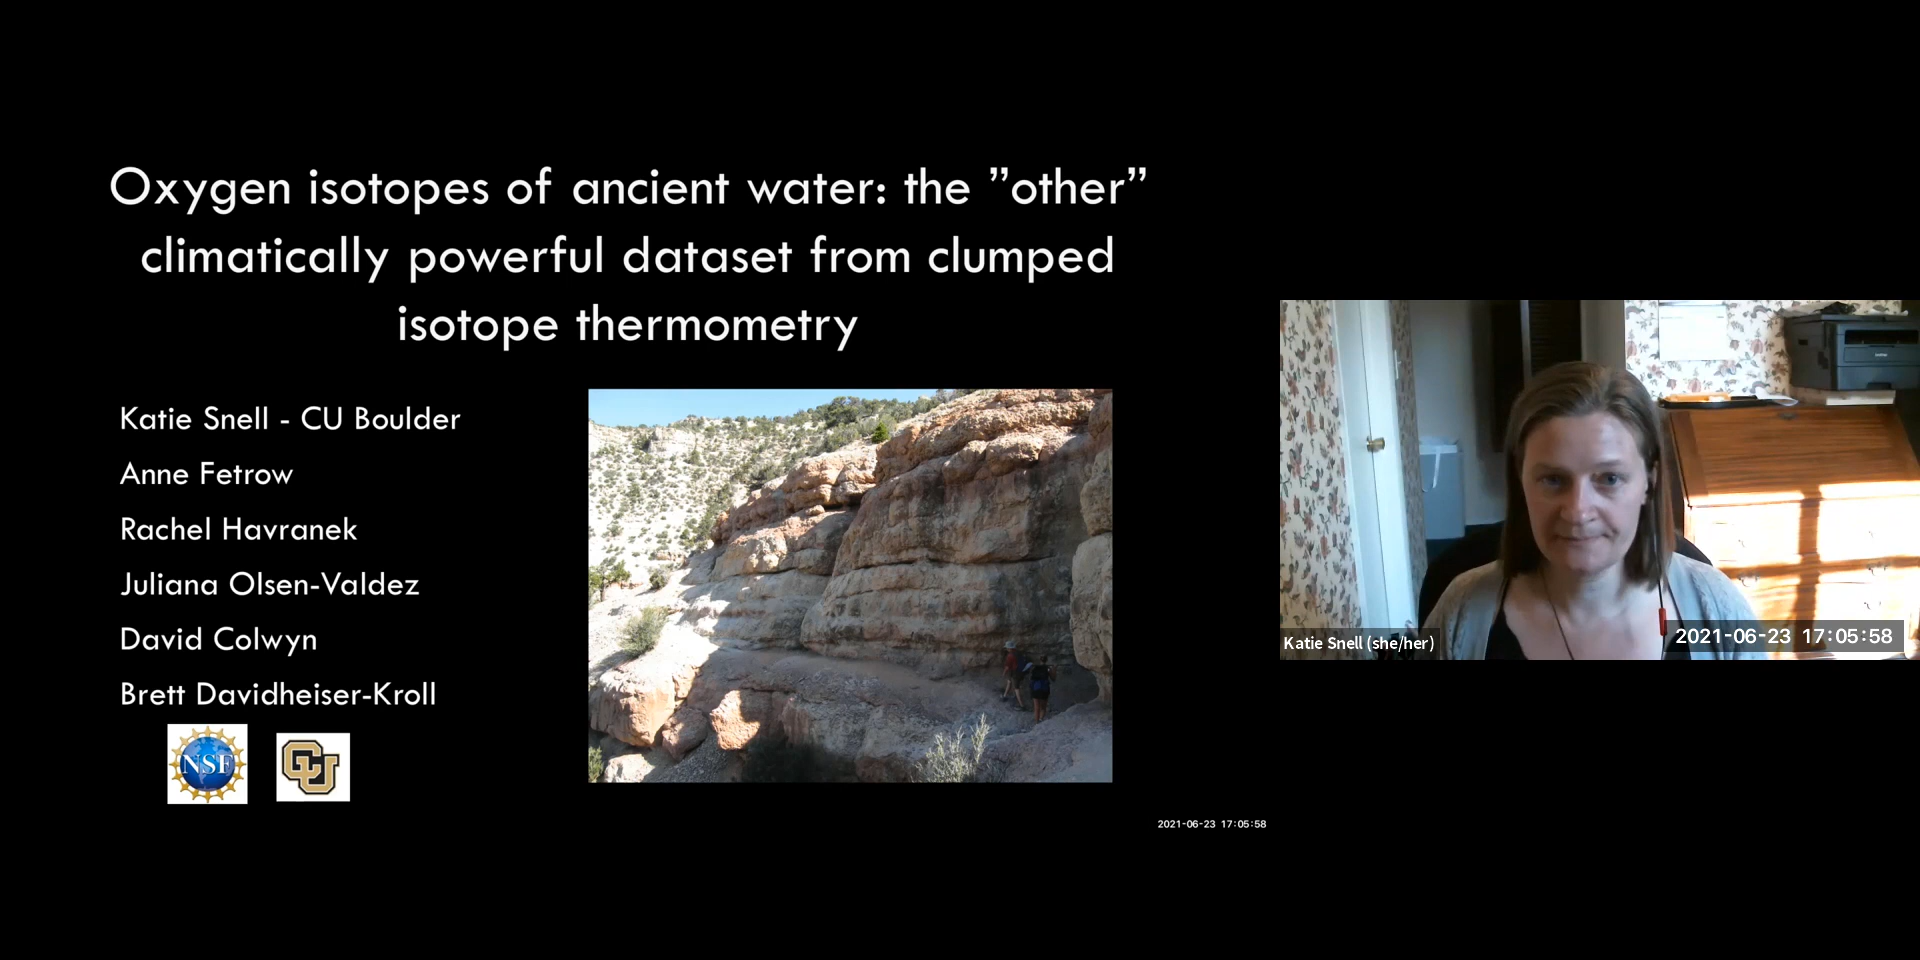 Oxygen isotopes of ancient water: the ”other”
climatically powerful dataset from clumped
isotope thermometry
Katie Snell - CU Boulder
Anne Fetrow
Rachel Havranek
Juliana Olsen-Valdez
David Colwyn
Brett Davidheiser-Kroll
NSF
CU
2021-06-23 17:05:58
Katie Snell (she/her)
2021-06-23 17:05:58